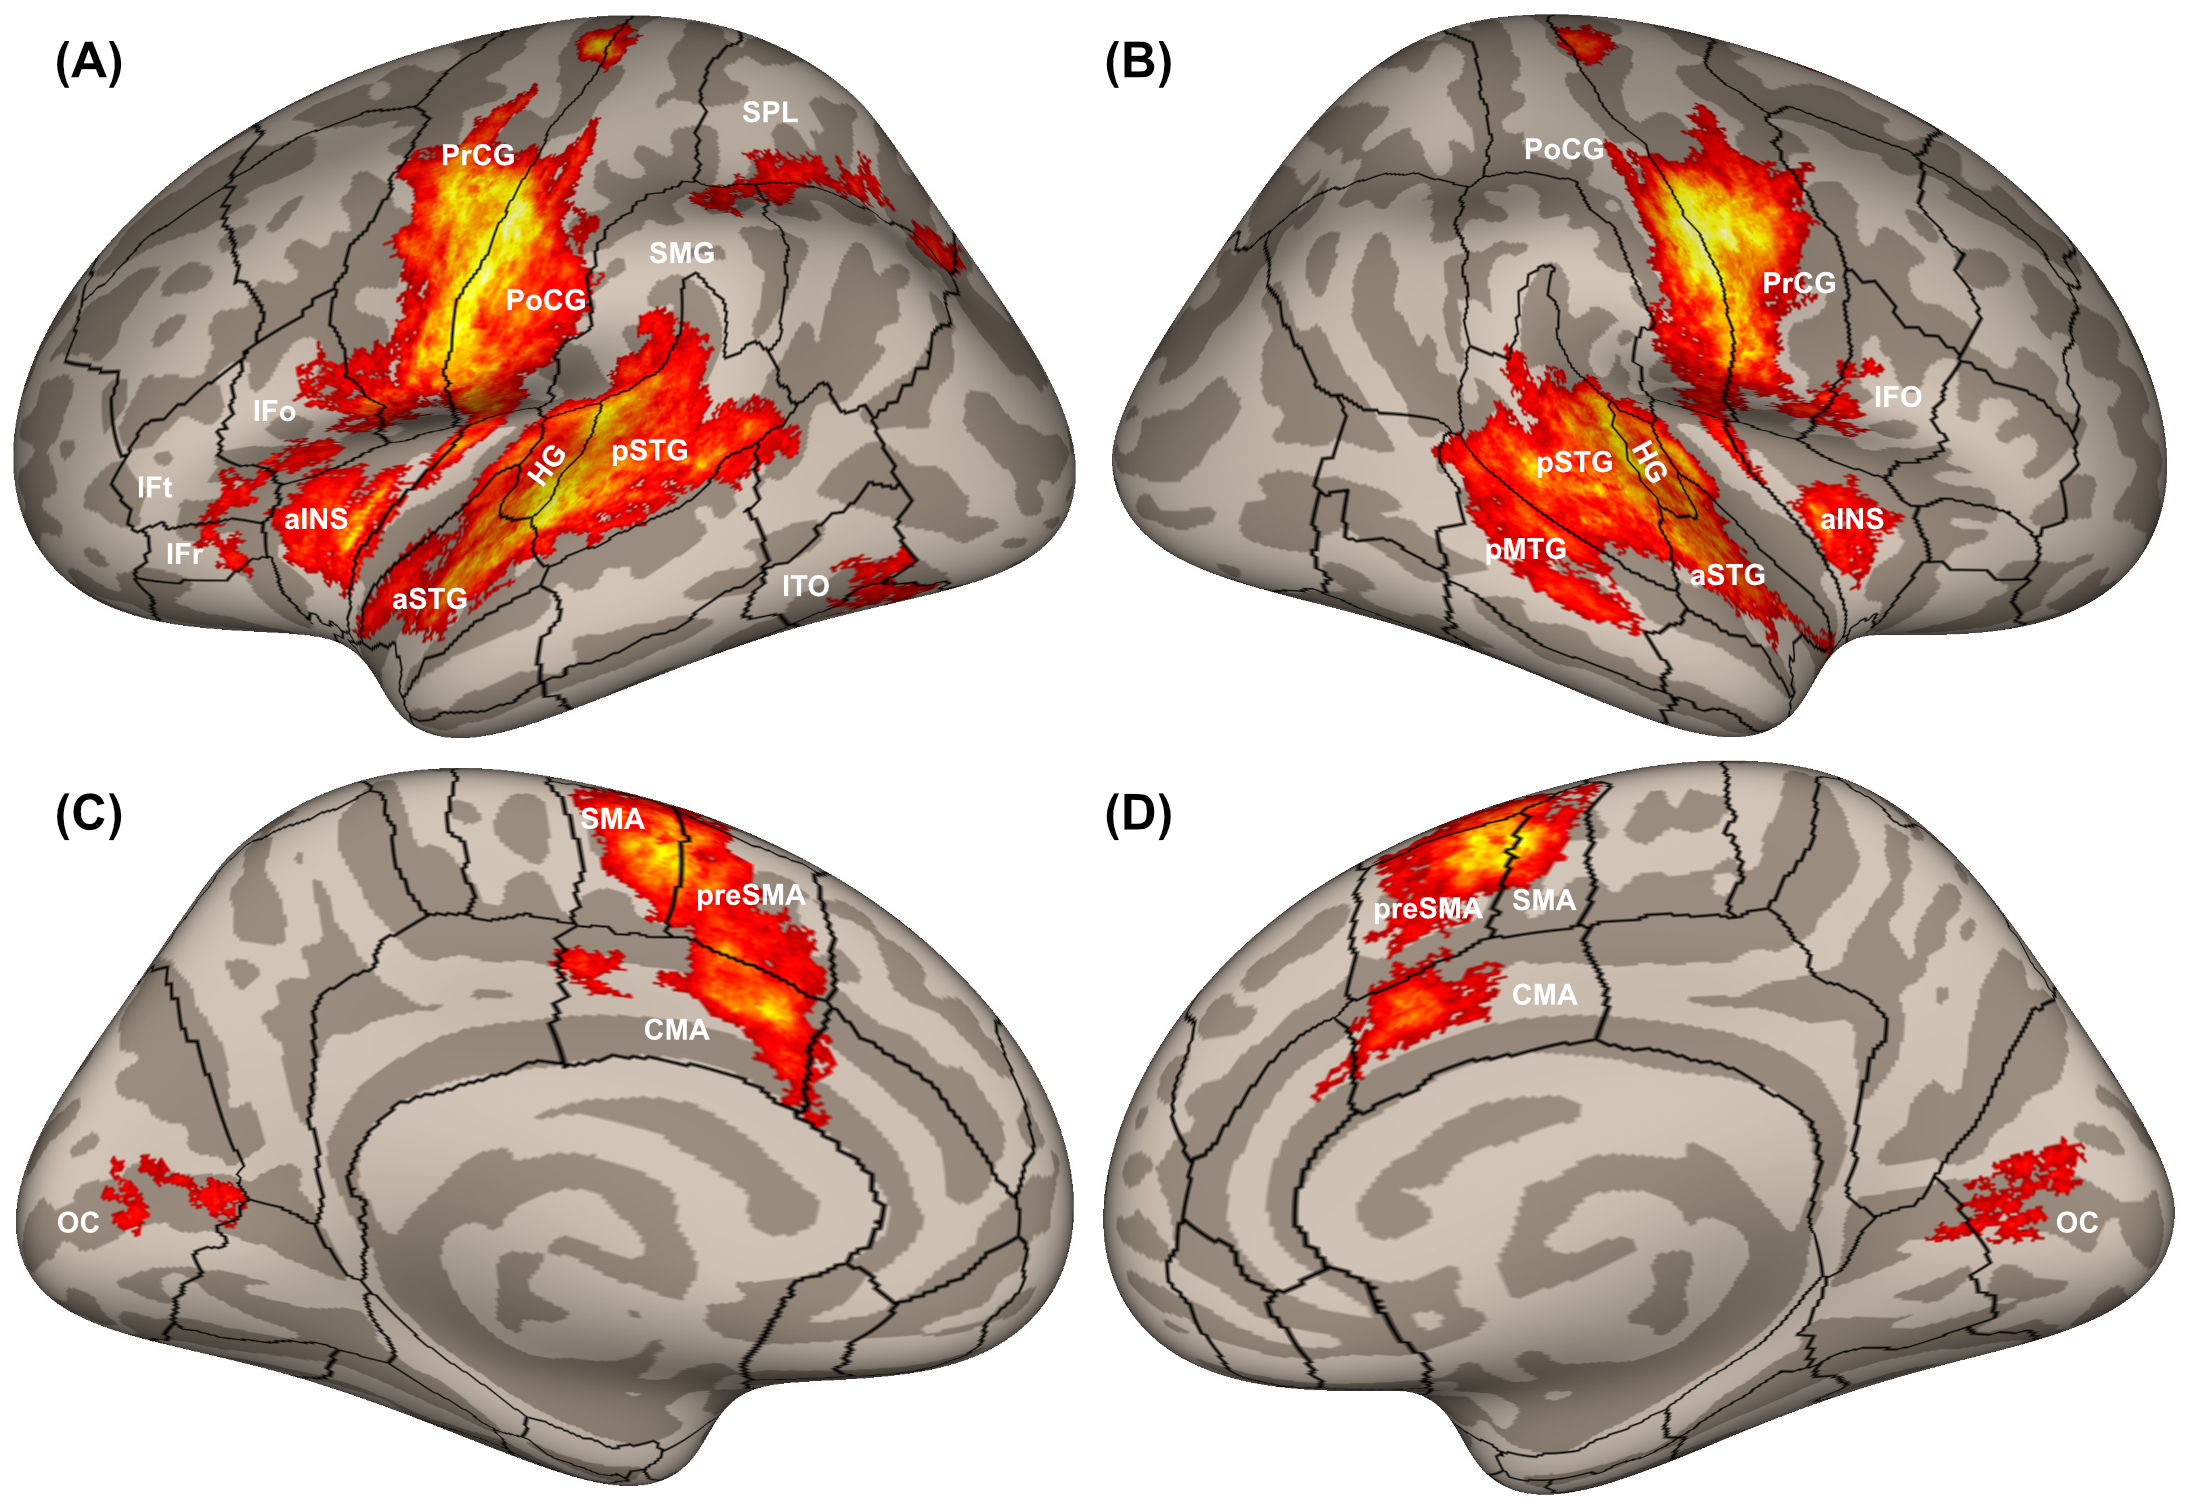 (A)
SPL
PrCG
SMG
PoCG
IFo
pSTG
HG
IFt
aINS
IFr
aSTG
ITO
(B)
PoCG
PrCG
IFO
pSTG
HG
aINS
pMTG
aSTG
(C)
SMA
preSMA
CMA
OC
(D)
preSMA
SMA
CMA
OC